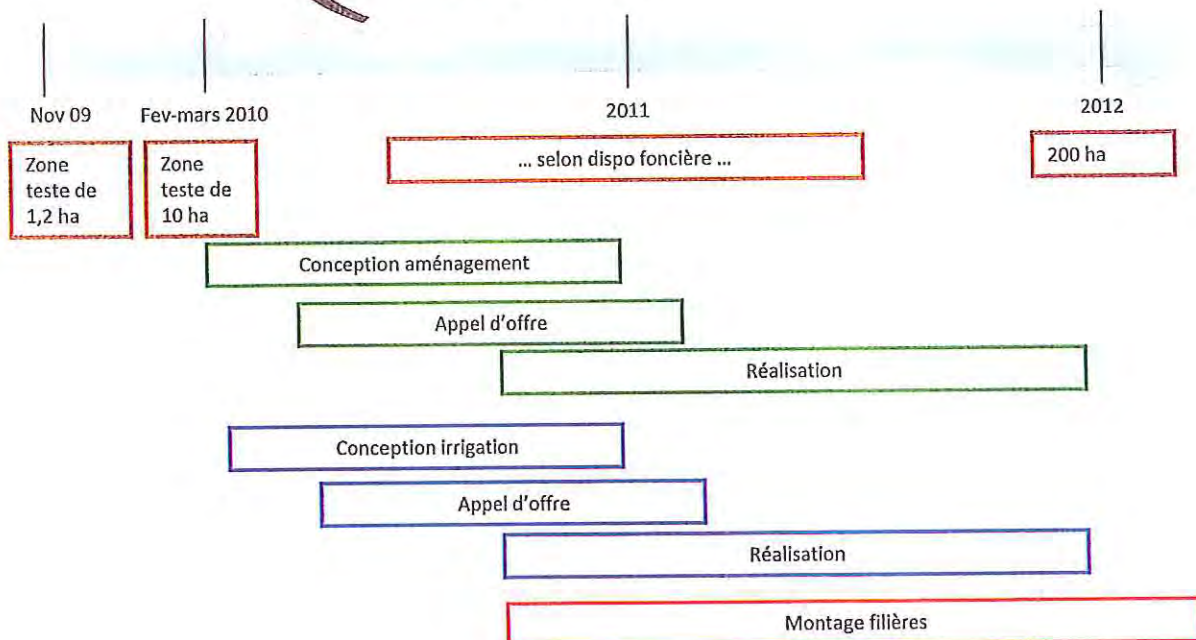 Nov 09
Fev-mars 2010
2011
2012
Zone
teste de
1,2 ha
Zone
teste de
10 ha
... selon dispo foncière ...
200 ha
Conception aménagement
Appel d'offre
Réalisation
Conception irrigation
Appel d'offre
Réalisation
Montage filières